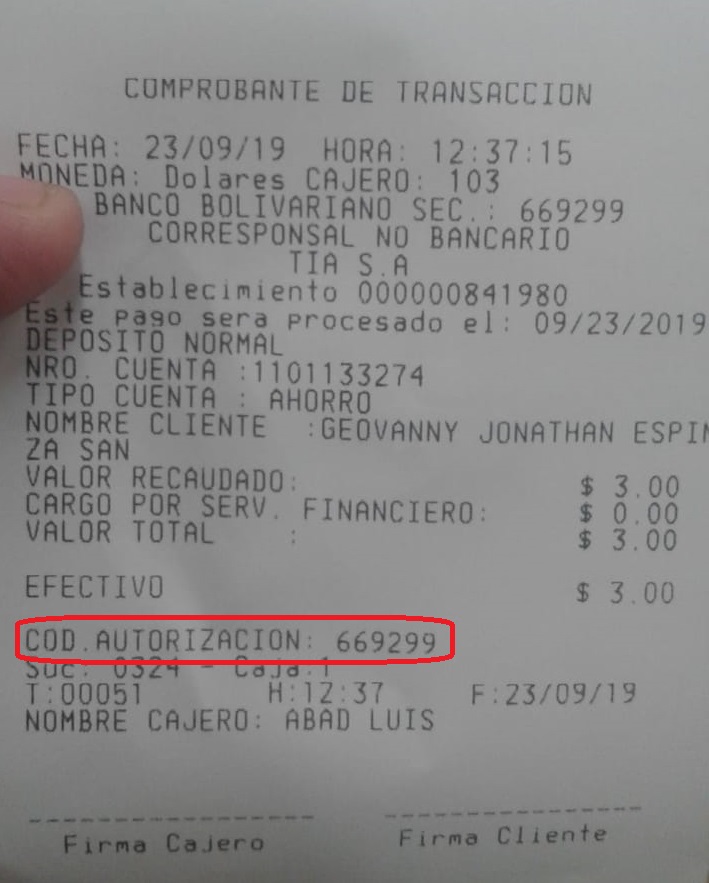 COMPROBANTE DE TRANSACCION
FECHA: 23/09/19 HORA: 12:37:15
MONEDA: Dolares CAJERO: 103
BANCO BOLIVARIANO SEC.: 669299
CORRESPONSAL NO BANCARIO
TIA S.A
Establecimiento 000000841980
Este pago sera procesado el: 09/23/2019
DEPOSITO NORMAL
NRO. CUENTA :1101133274
TIPO CUENTA : AHORRO
NOMBRE CLIENTE :GEOVANNY JONATHAN ESPIN
ZA SAN
VALOR RECAUDADO: $ 3.00
CARGO POR SERV. FINANCIERO: $ 0.00
VALOR TOTAL : $ 3.00
EFECTIVO $ 3.00
COD.AUTORIZACION: 669299
Suc: 0324 - Caja:1
T:00051 H:12:37 F:23/09/19
NOMBRE CAJERO: ABAD LUIS
Firma Cajero Firma Cliente